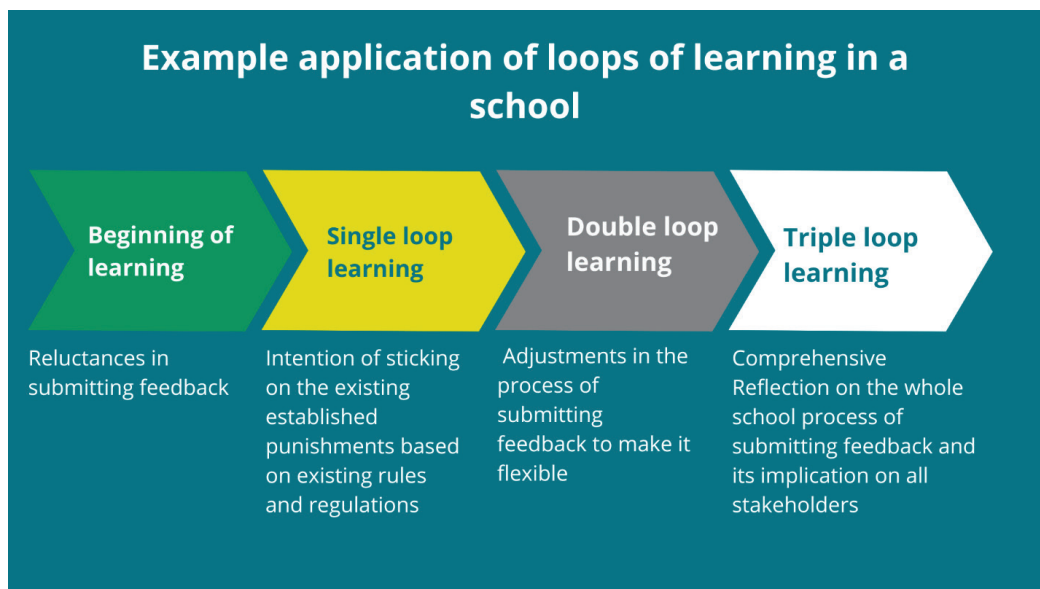 Example application of loops of learning in a
school
Beginning of
learning
Single loop
learning
Double loop
learning
Triple loop
learning
Reluctances in
submitting feedback
Intention of sticking
on the existing
established
punishments based
on existing rules
and regulations
Adjustments in the
process of
submitting
feedback to make it
flexible
Comprehensive
Reflection on the whole
school process of
submitting feedback and
its implication on all
stakeholders